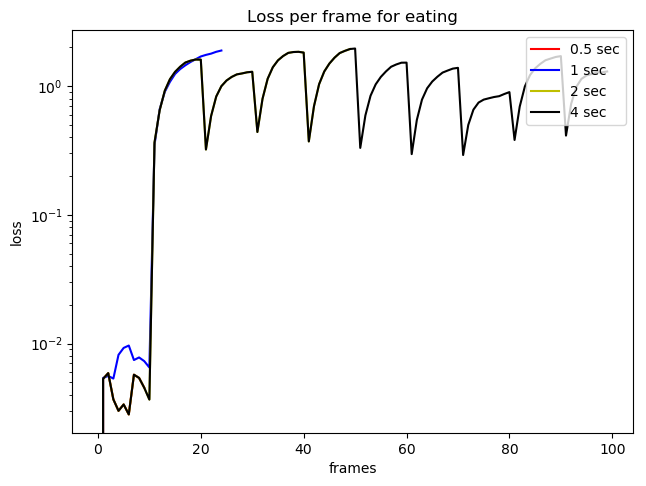 Loss per frame for eating
0.5 sec
1 sec
2 sec
4 sec
10⁰
10⁻¹
10⁻²
loss
0 20 40 60 80 100
frames